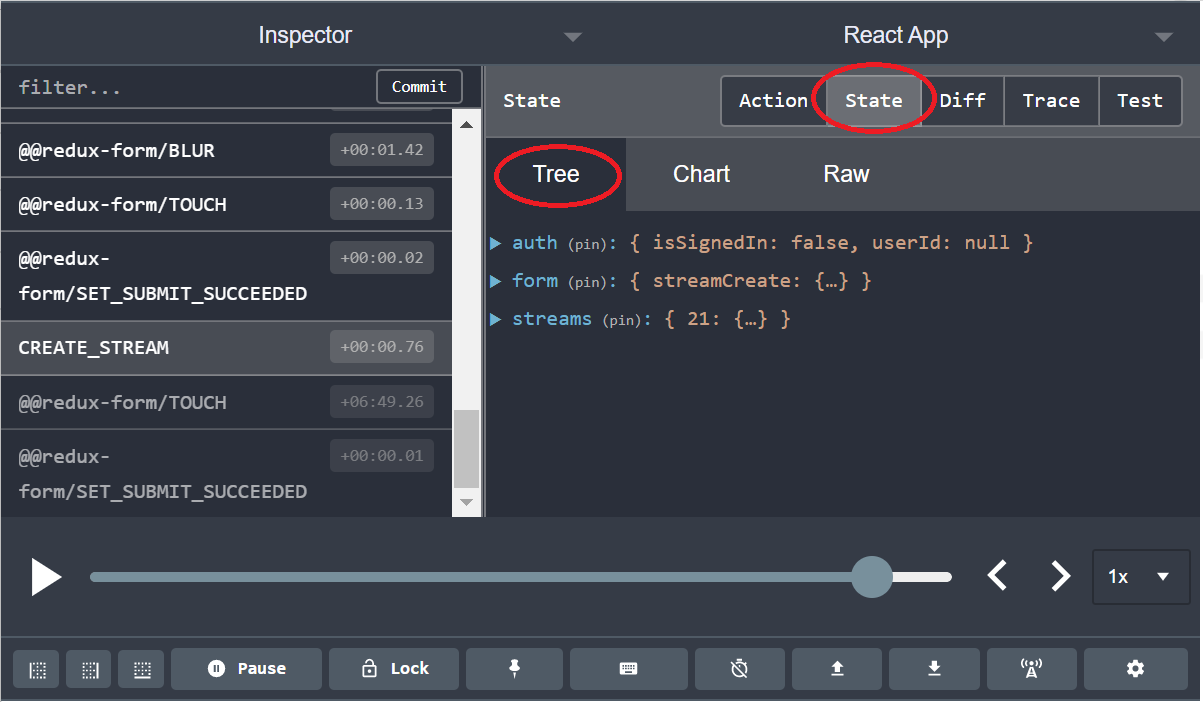 Inspector
React App
filter...
Commit
@@redux-form/BLUR
+00:01.42
@@redux-form/TOUCH
+00:00.13
@@redux-
form/SET_SUBMIT_SUCCEEDED
+00:00.02
CREATE_STREAM
+00:00.76
@@redux-form/TOUCH
+06:49.26
@@redux-
form/SET_SUBMIT_SUCCEEDED
+00:00.01
State
Action
State
Diff
Trace
Test
Tree
Chart
Raw
auth (pin): { isSignedIn: false, userId: null }
form (pin): { streamCreate: {…} }
streams (pin): { 21: {…} }
1x
Pause
Lock